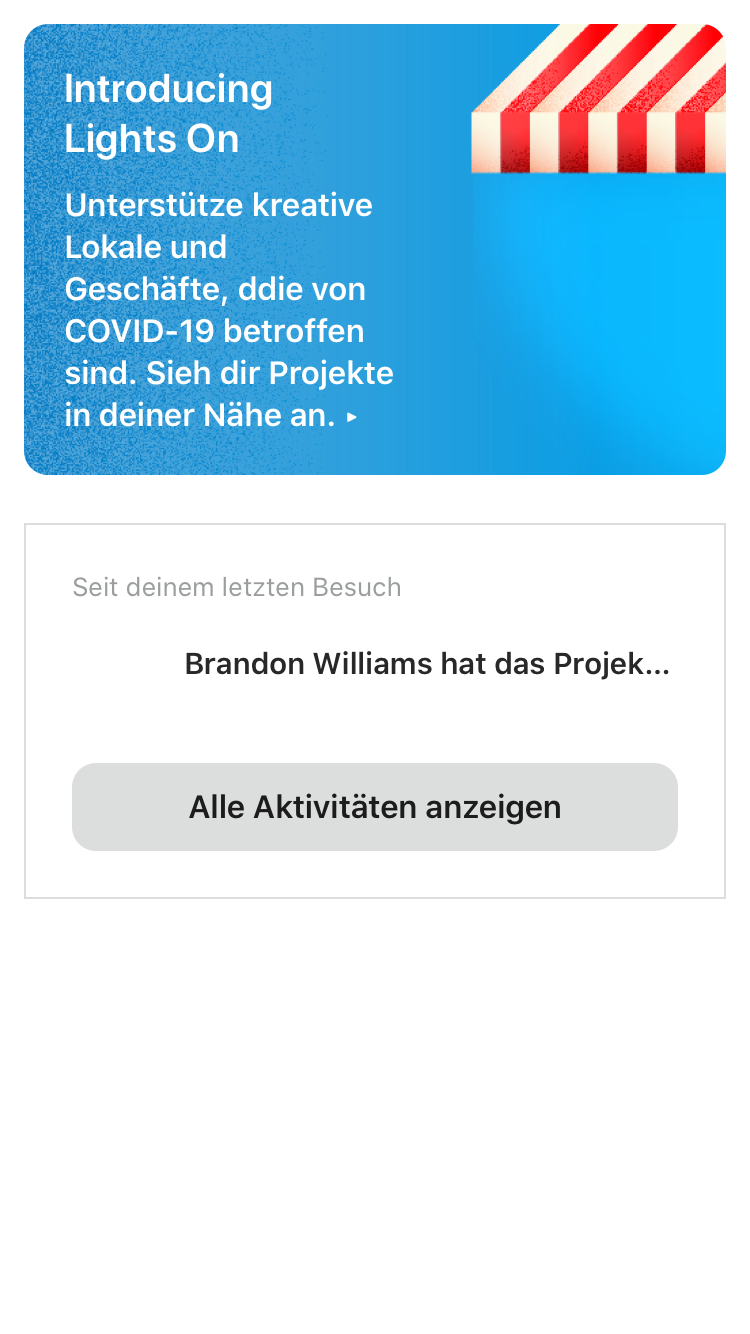 Introducing
Lights On
Unterstütze kreative
Lokale und
Geschäfte, ddie von
COVID-19 betroffen
sind. Sieh dir Projekte
in deiner Nähe an. ▸
Seit deinem letzten Besuch
Brandon Williams hat das Projek...
Alle Aktivitäten anzeigen